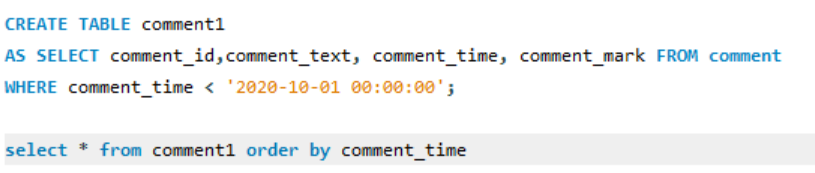 CREATE TABLE comment1
AS SELECT comment_id,comment_text, comment_time, comment_mark FROM comment
WHERE comment_time < '2020-10-01 00:00:00';
select * from comment1 order by comment_time